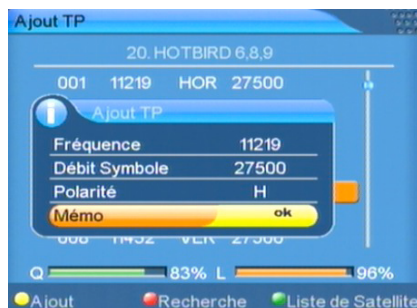 Ajout TP
20. HOTBIRD 6,8,9
001 11219 HOR 27500
Ajout TP
Fréquence 11219
Débit Symbole 27500
Polarité H
Mémo ok
Q 83% L 96%
Ajout Recherche Liste de Satellite